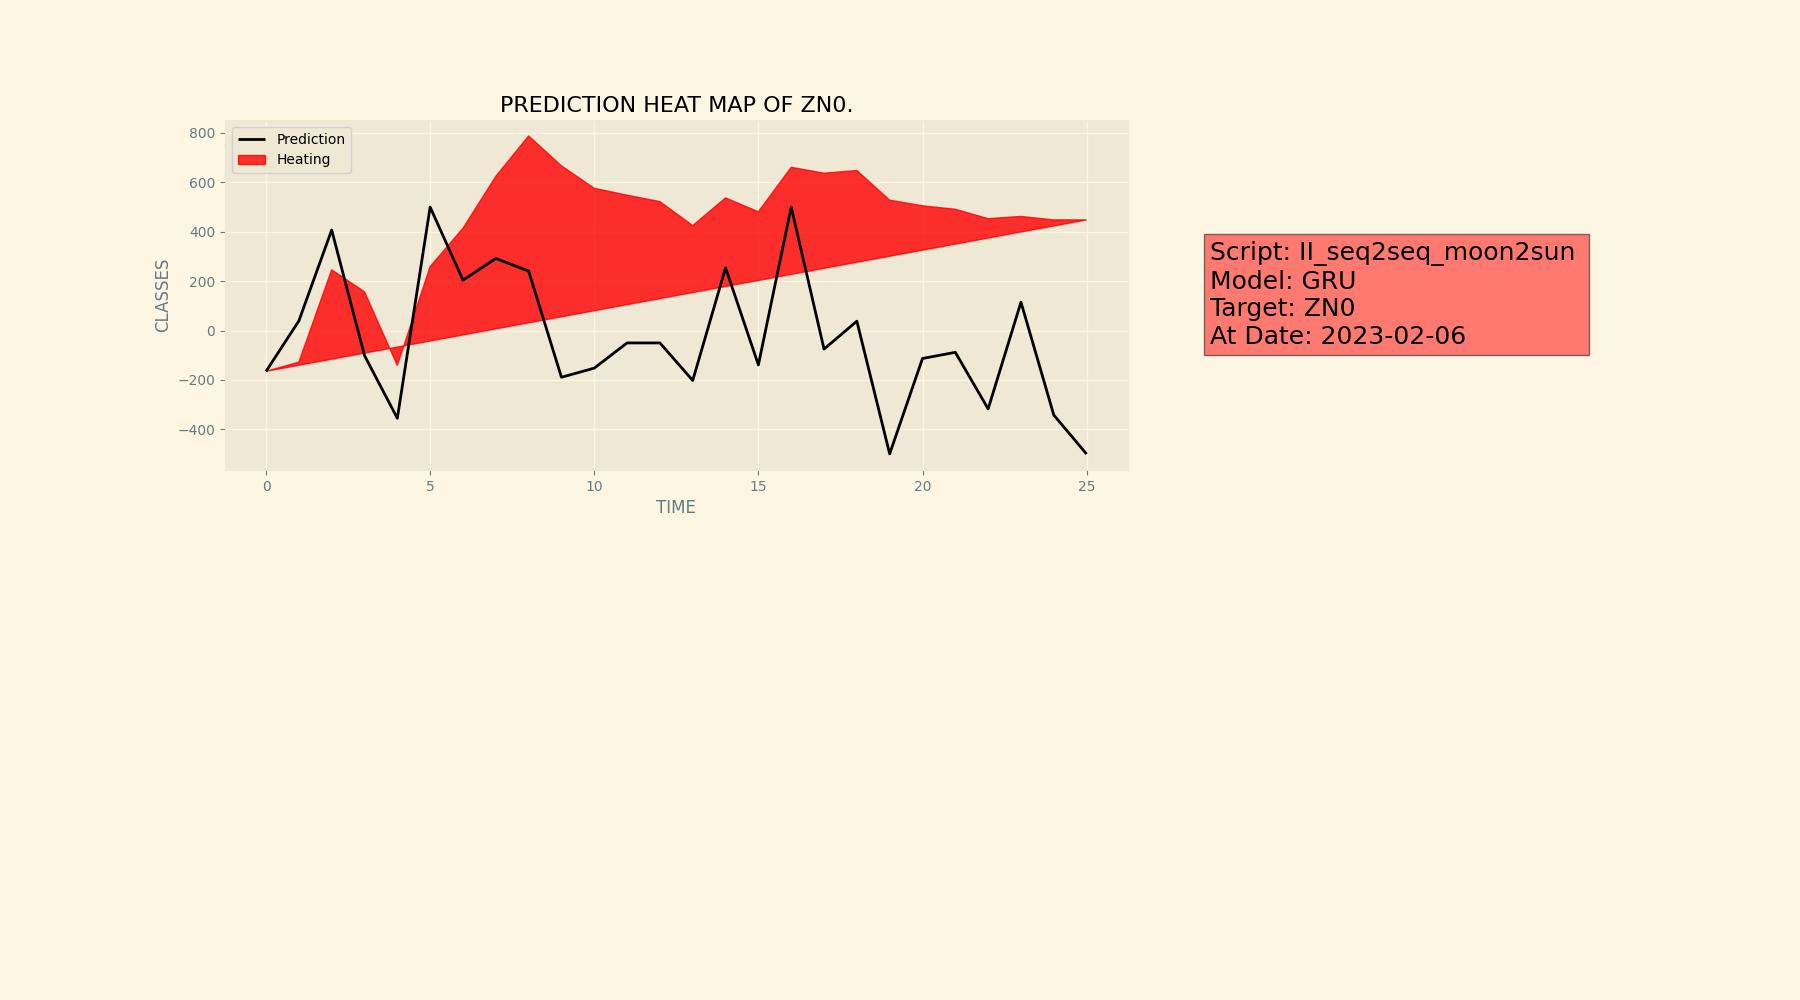 PREDICTION HEAT MAP OF ZN0.
Prediction
Heating
800
600
400
200
0
−200
−400
CLASSES
0 5 10 15 20 25
TIME
Script: II_seq2seq_moon2sun
Model: GRU
Target: ZN0
At Date: 2023-02-06